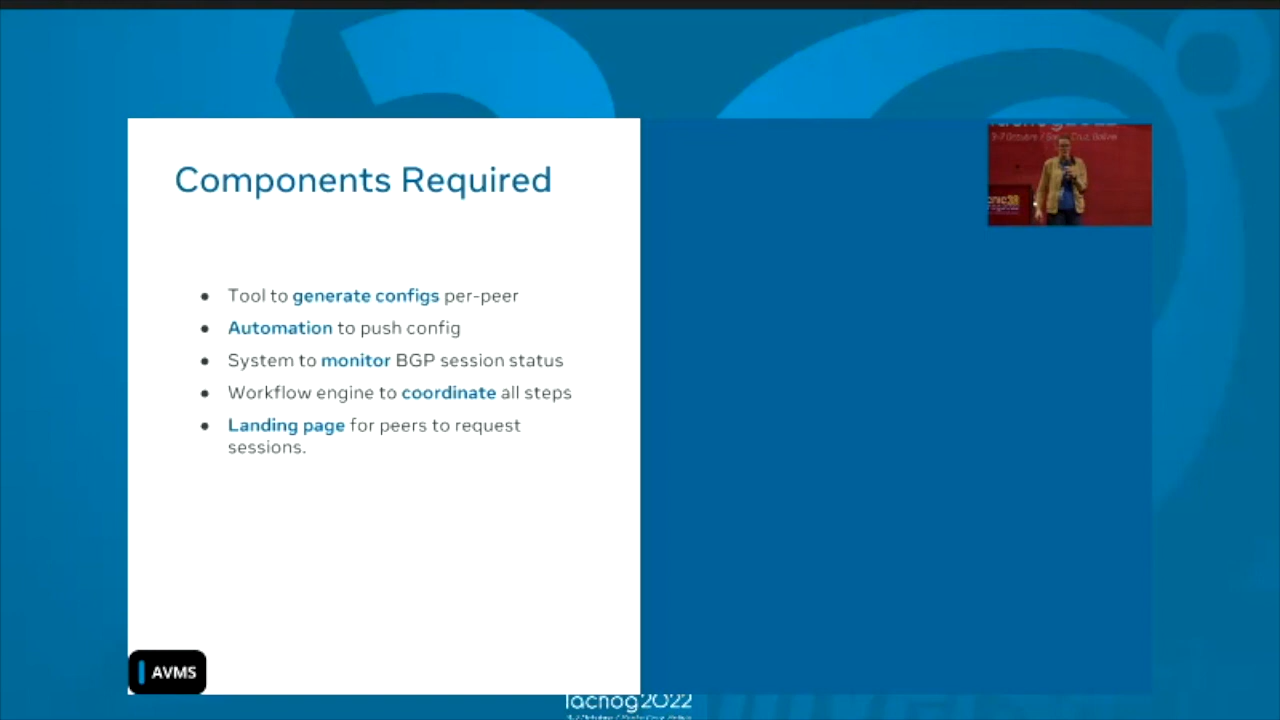 Components Required
● Tool to generate configs per-peer
● Automation to push config
● System to monitor BGP session status
● Workflow engine to coordinate all steps
● Landing page for peers to request
sessions.
AVMS
lacnog2022